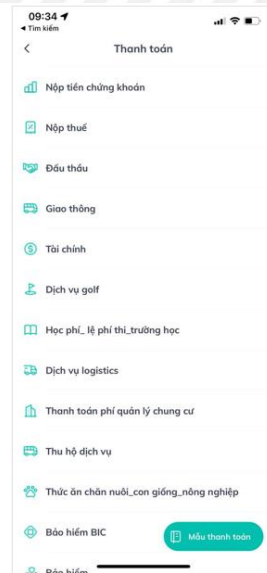 09:34
◀ Tìm kiếm
Thanh toán
Nộp tiền chứng khoán
Nộp thuế
Đấu thầu
Giao thông
Tài chính
Dịch vụ golf
Học phí_ lệ phí thi_trường học
Dịch vụ logistics
Thanh toán phí quản lý chung cư
Thu hộ dịch vụ
Thức ăn chăn nuôi_con giống_nông nghiệp
Bảo hiểm BIC
Mẫu thanh toán
Bảo hiểm